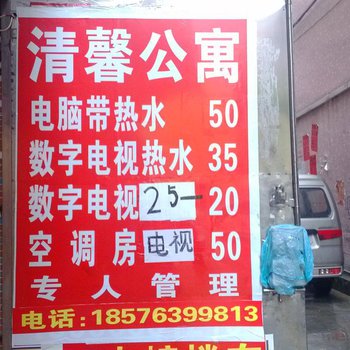 清馨公寓
电脑带热水 50
数字电视热水 35
数字电视 25—20
空调房电视 50
专人管理
电话:18576399813